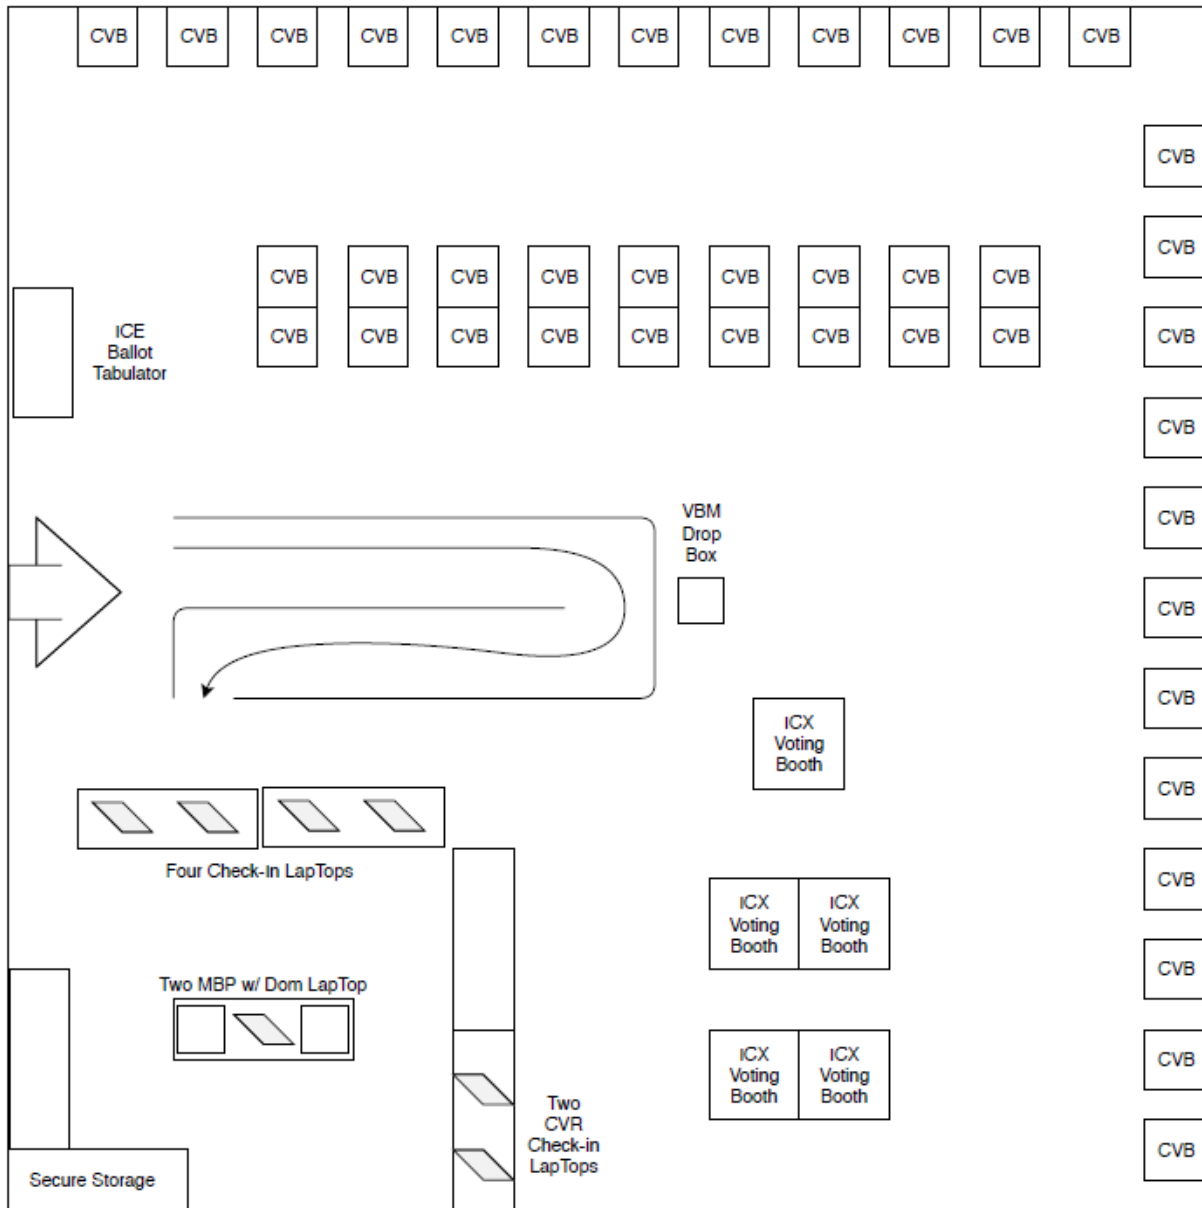 CVB CVB CVB CVB CVB CVB CVB CVB CVB CVB CVB CVB
CVB
CVB
CVB CVB CVB CVB CVB CVB CVB CVB CVB
CVB CVB CVB CVB CVB CVB CVB CVB CVB CVB
ICE
Ballot
Tabulator
CVB
CVB
VBM
Drop
Box
CVB
CVB
ICX
Voting
Booth
CVB
Four Check-in LapTops
CVB
ICX
Voting
Booth
ICX
Voting
Booth
CVB
Two MBP w/ Dom LapTop
ICX
Voting
Booth
ICX
Voting
Booth
CVB
Two
CVR
Check-in
LapTops
CVB
Secure Storage